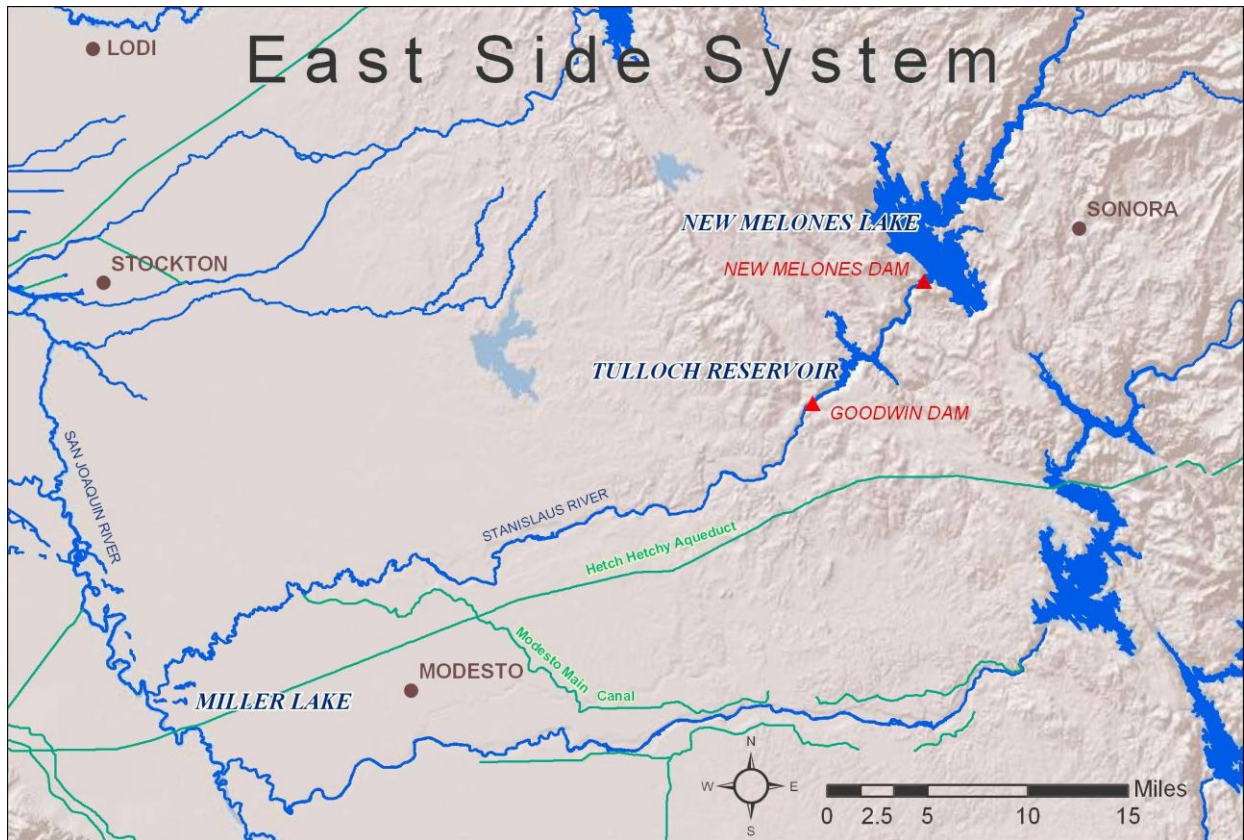 East Side System
LODI
STOCKTON
NEW MELONES LAKE
SONORA
NEW MELONES DAM
TULLOCH RESERVOIR
GOODWIN DAM
SAN JOAQUIN RIVER
STANISLAUS RIVER
Hetch Hetchy Aqueduct
Modesto Main Canal
MODESTO
MILLER LAKE
N
W E
S
Miles
0 2.5 5 10 15